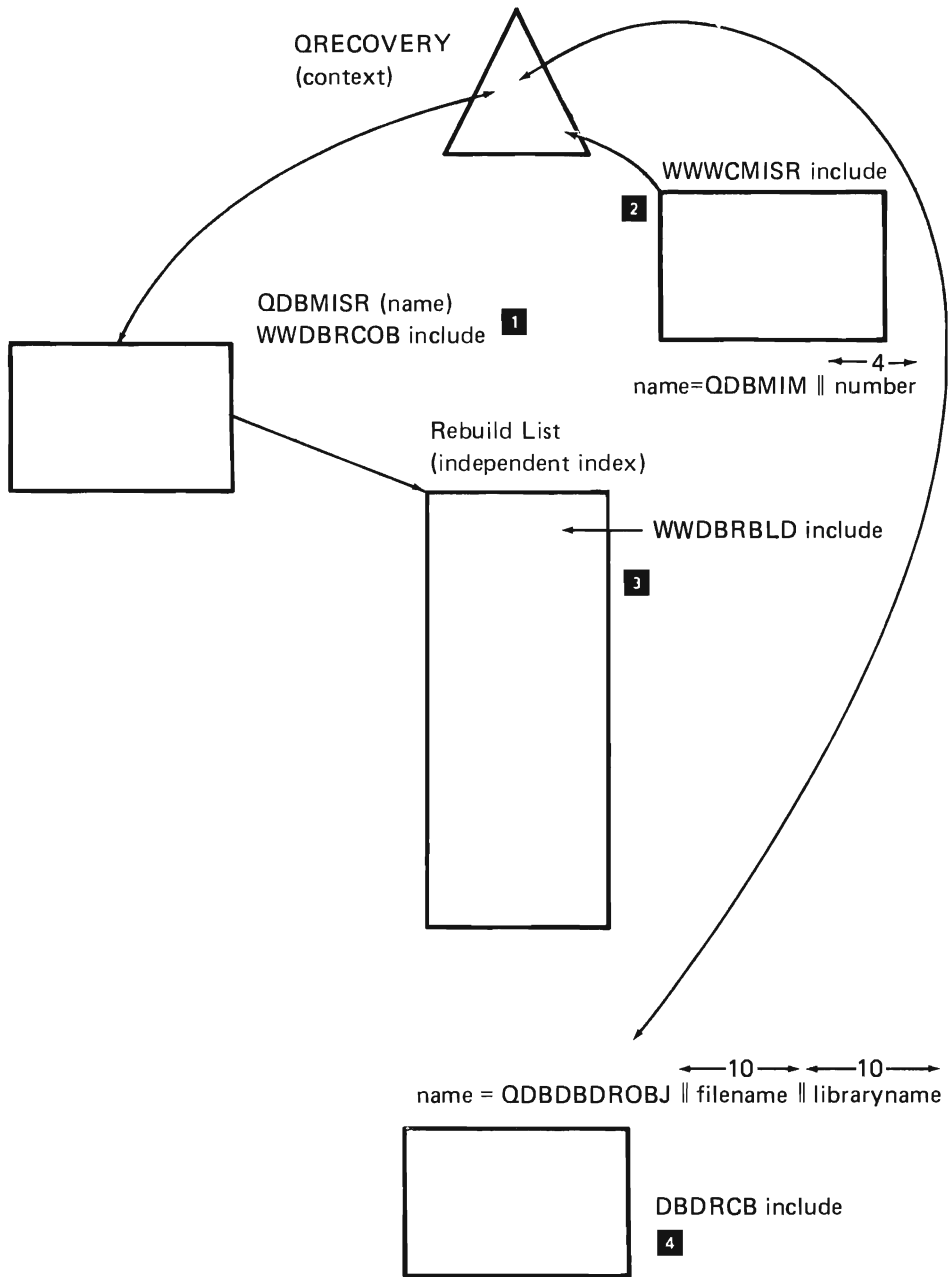 QRECOVERY
(context)
WWWCMISR include
2
QDBMISR (name)
WWDBRCOB include
1
4
name=QDBMIM || number
Rebuild List
(independent index)
WWDBRBLD include
3
10 10
name = QDBDBDROBJ || filename || libraryname
DBDRCB include
4